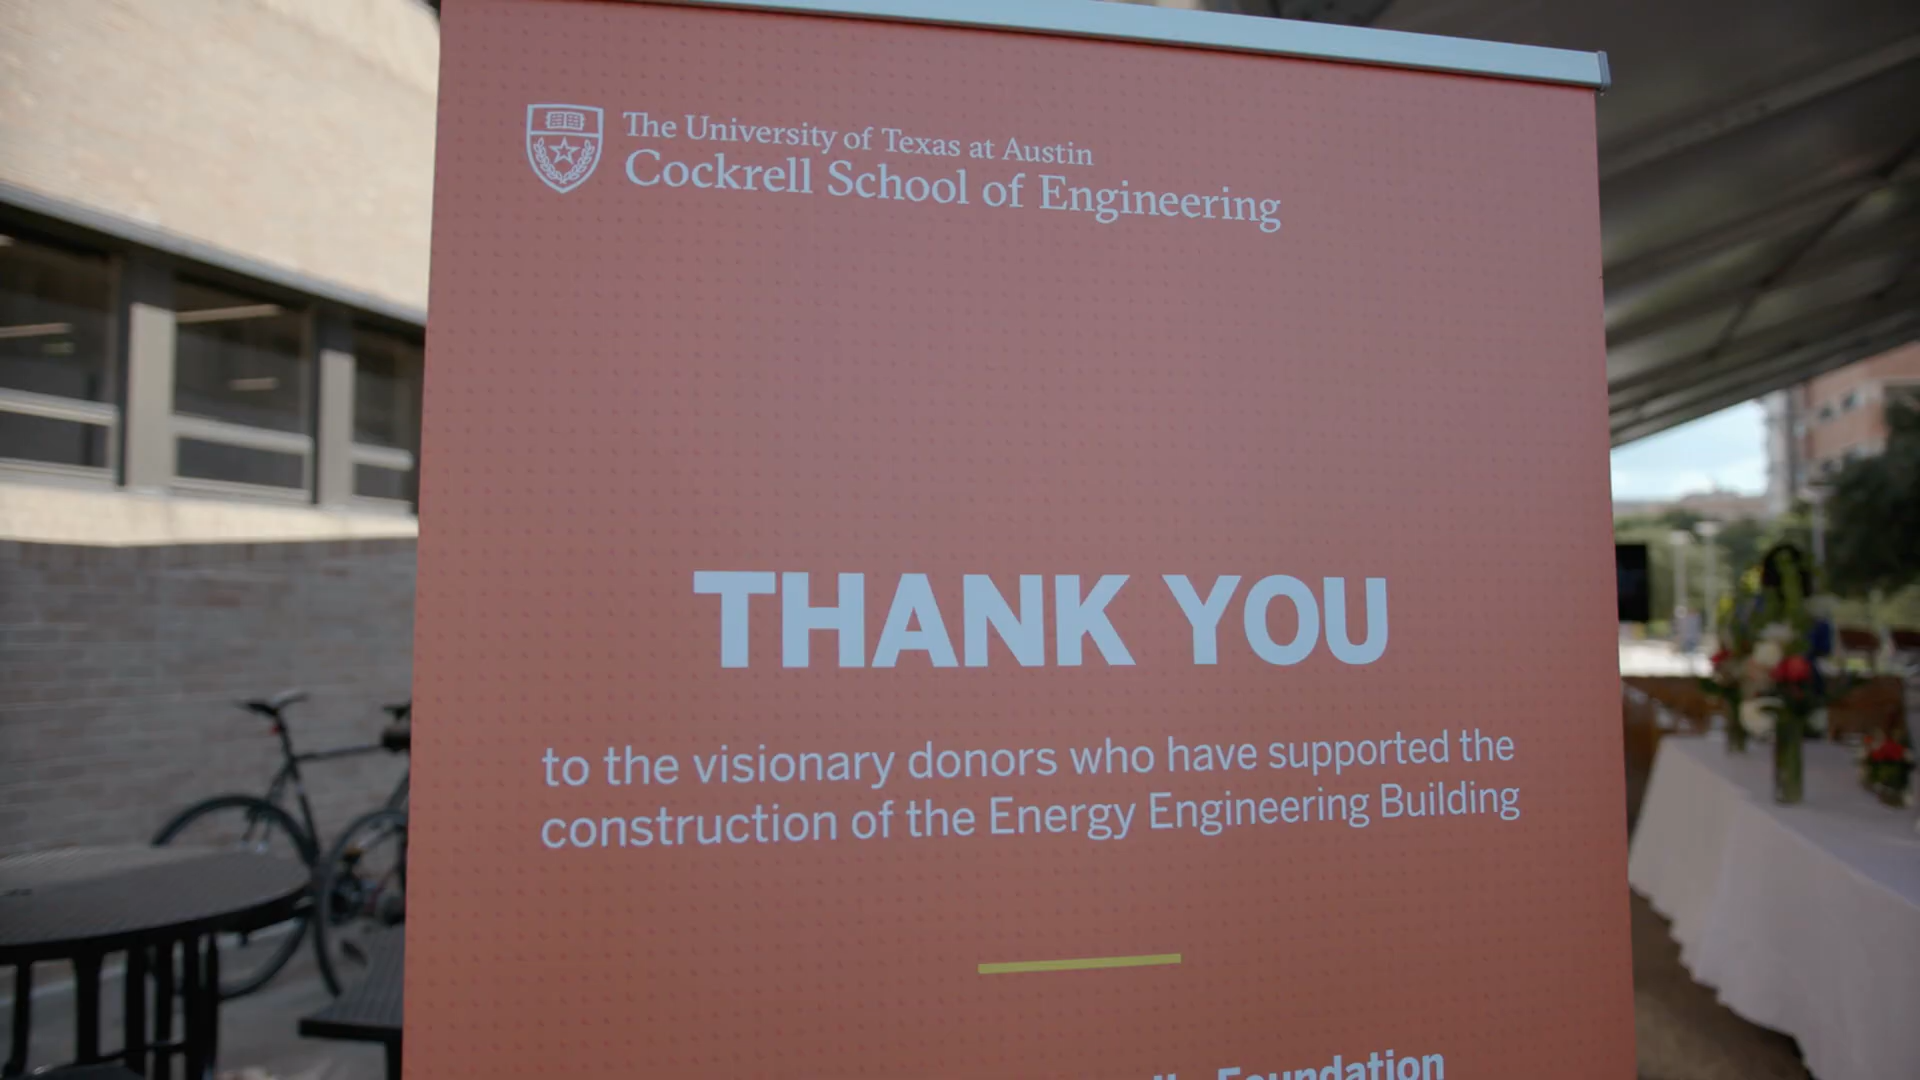 The University of Texas at Austin
Cockrell School of Engineering
THANK YOU
to the visionary donors who have supported the
construction of the Energy Engineering Building
Foundation